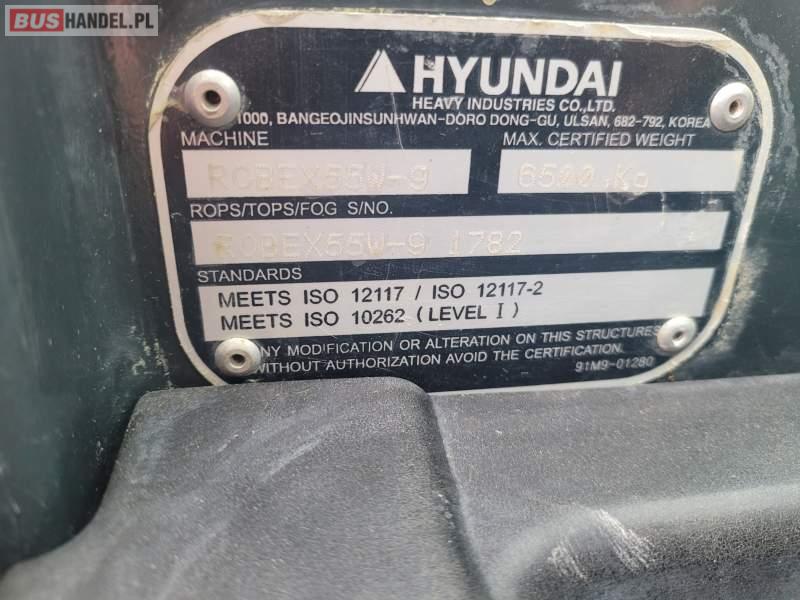 BUSHANDEL.PL
HYUNDAI
HEAVY INDUSTRIES CO.,LTD.
1000, BANGEOJINSUNHWAN-DORO DONG-GU, ULSAN, 682-792, KOREA
MACHINE MAX. CERTIFIED WEIGHT
ROBEX55W-9 6500 Kg
ROPS/TOPS/FOG S/NO.
ROBEX55W-9 1782
STANDARDS
MEETS ISO 12117 / ISO 12117-2
MEETS ISO 10262 (LEVEL I)
ANY MODIFICATION OR ALTERATION ON THIS STRUCTURES
WITHOUT AUTHORIZATION AVOID THE CERTIFICATION. 91M9-01280